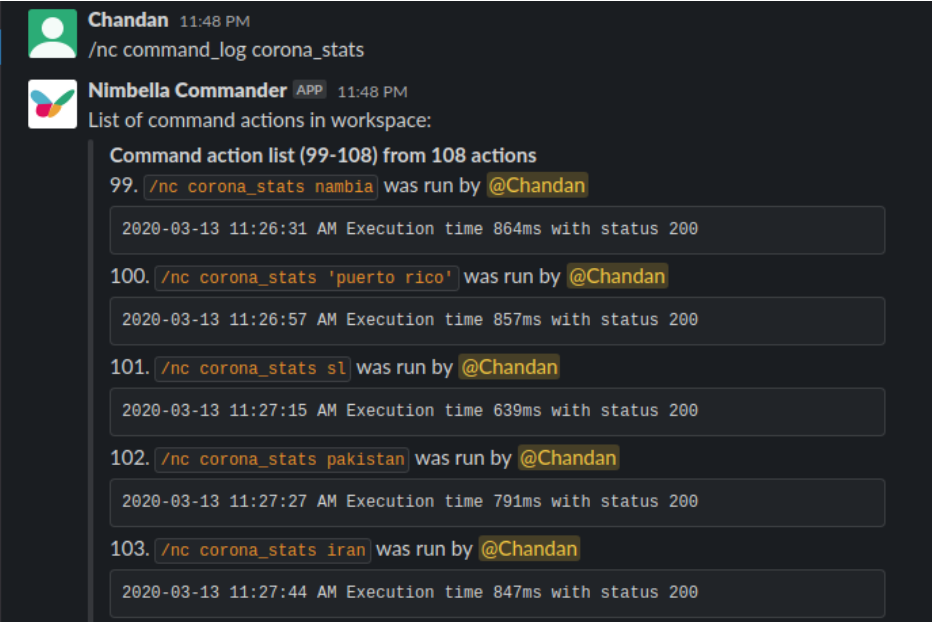 Chandan 11:48 PM
/nc command_log corona_stats
Nimbella Commander APP 11:48 PM
List of command actions in workspace:
Command action list (99-108) from 108 actions
99. /nc corona_stats nambia was run by @Chandan
2020-03-13 11:26:31 AM Execution time 864ms with status 200
100. /nc corona_stats 'puerto rico' was run by @Chandan
2020-03-13 11:26:57 AM Execution time 857ms with status 200
101. /nc corona_stats sl was run by @Chandan
2020-03-13 11:27:15 AM Execution time 639ms with status 200
102. /nc corona_stats pakistan was run by @Chandan
2020-03-13 11:27:27 AM Execution time 791ms with status 200
103. /nc corona_stats iran was run by @Chandan
2020-03-13 11:27:44 AM Execution time 847ms with status 200